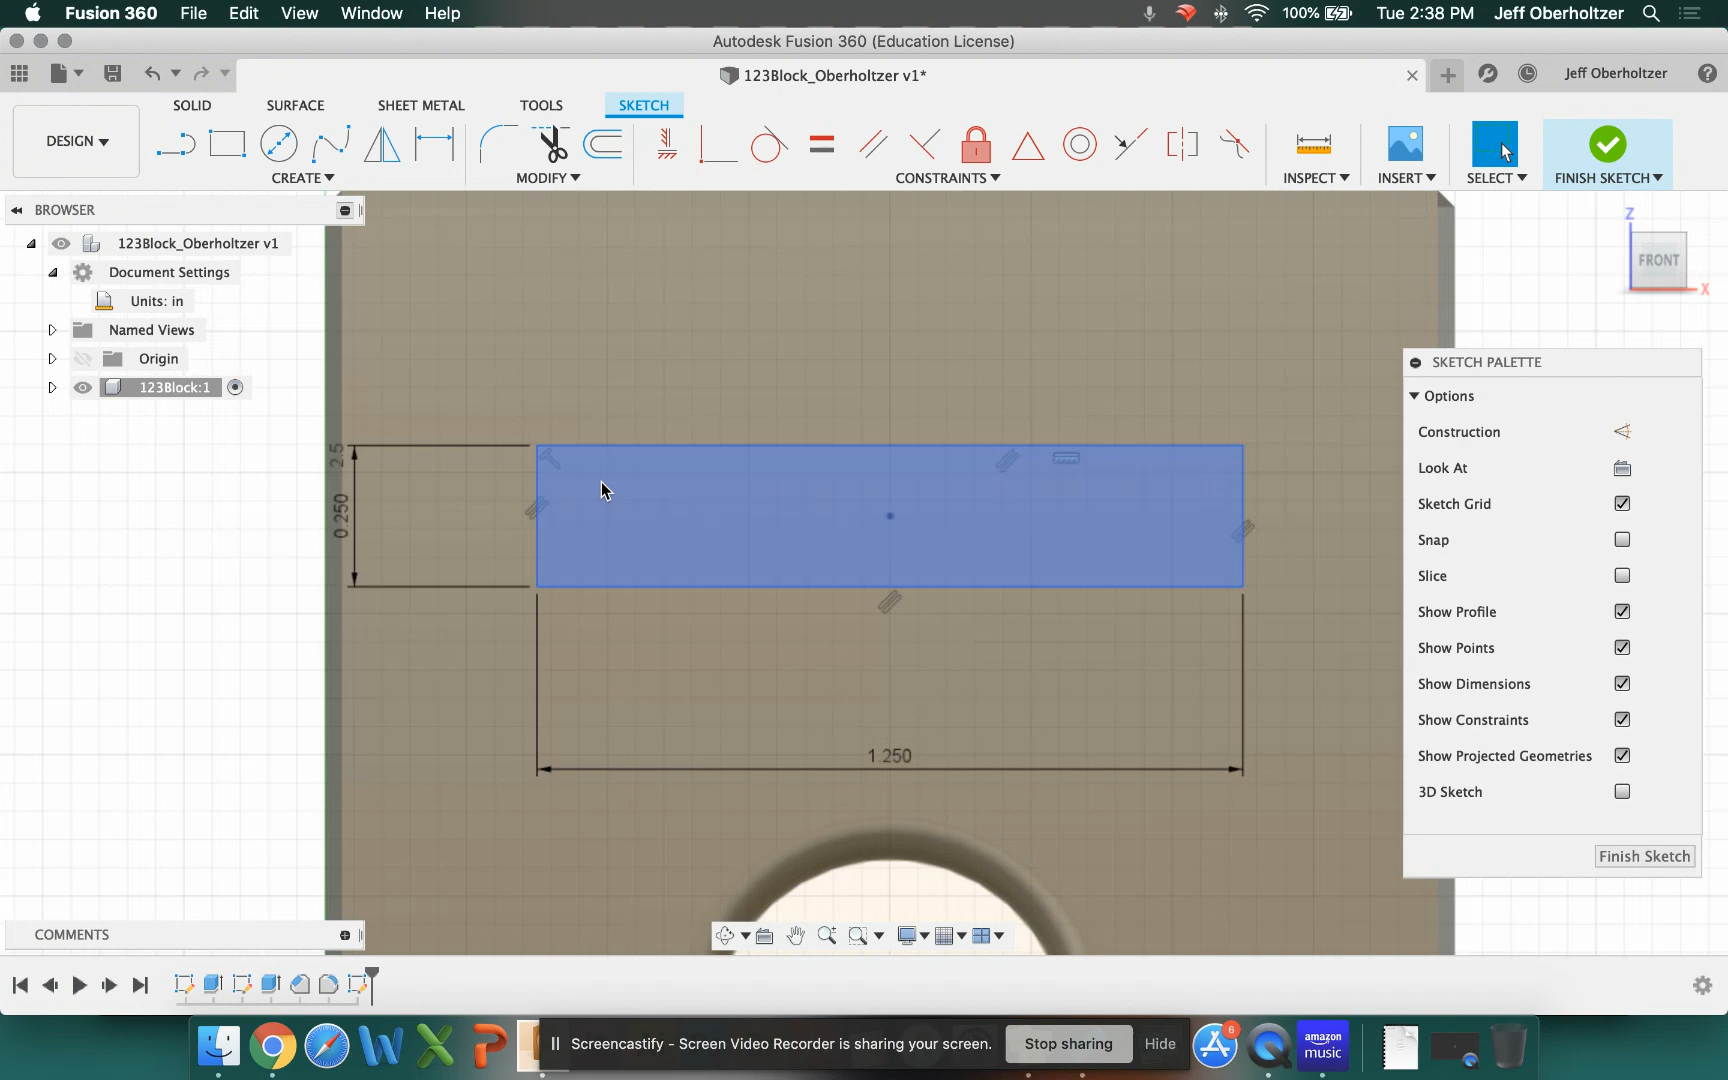 Fusion 360 File Edit View Window Help 100% Tue 2:38 PM Jeff Oberholtzer
Autodesk Fusion 360 (Education License)
123Block_Oberholtzer v1* Jeff Oberholtzer
SOLID SURFACE SHEET METAL TOOLS SKETCH
DESIGN
CREATE MODIFY CONSTRAINTS INSPECT INSERT SELECT FINISH SKETCH
BROWSER
123Block_Oberholtzer v1
Document Settings
Units: in
Named Views
Origin
123Block:1
Z
FRONT
X
2.5
0.250
1.250
SKETCH PALETTE
Options
Construction
Look At
Sketch Grid
Snap
Slice
Show Profile
Show Points
Show Dimensions
Show Constraints
Show Projected Geometries
3D Sketch
Finish Sketch
COMMENTS
Screencastify - Screen Video Recorder is sharing your screen. Stop sharing Hide
6
amazon
music